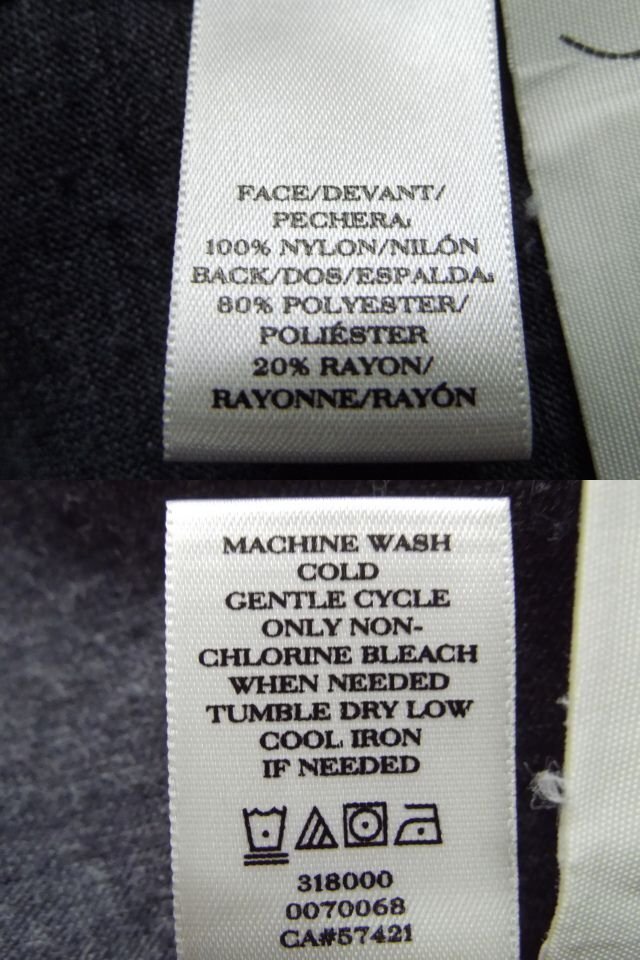 FACE/DEVANT/
PECHERA:
100% NYLON/NILÓN
BACK/DOS/ESPALDA:
80% POLYESTER/
POLIÉSTER
20% RAYON/
RAYONNE/RAYÓN
MACHINE WASH
COLD
GENTLE CYCLE
ONLY NON-
CHLORINE BLEACH
WHEN NEEDED
TUMBLE DRY LOW
COOL IRON
IF NEEDED
318000
0070068
CA#57421